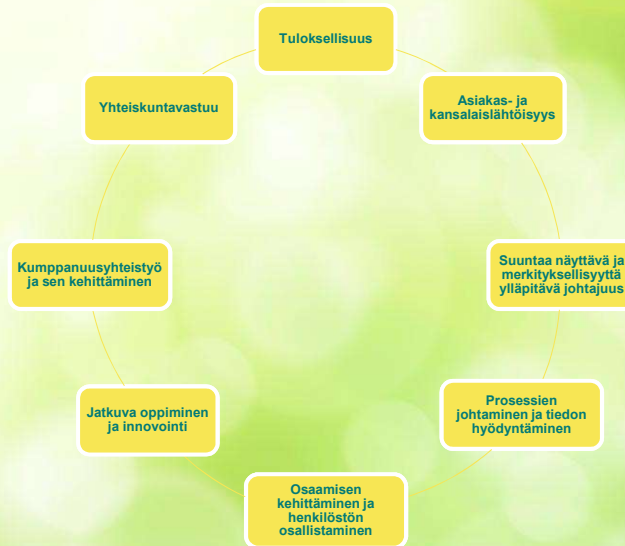 Tuloksellisuus
Asiakas- ja
kansalaislähtöisyys
Suuntaa näyttävä ja
merkityksellisyyttä
ylläpitävä johtajuus
Prosessien
johtaminen ja tiedon
hyödyntäminen
Osaamisen
kehittäminen ja
henkilöstön
osallistaminen
Jatkuva oppiminen
ja innovointi
Kumppanuusyhteistyö
ja sen kehittäminen
Yhteiskuntavastuu